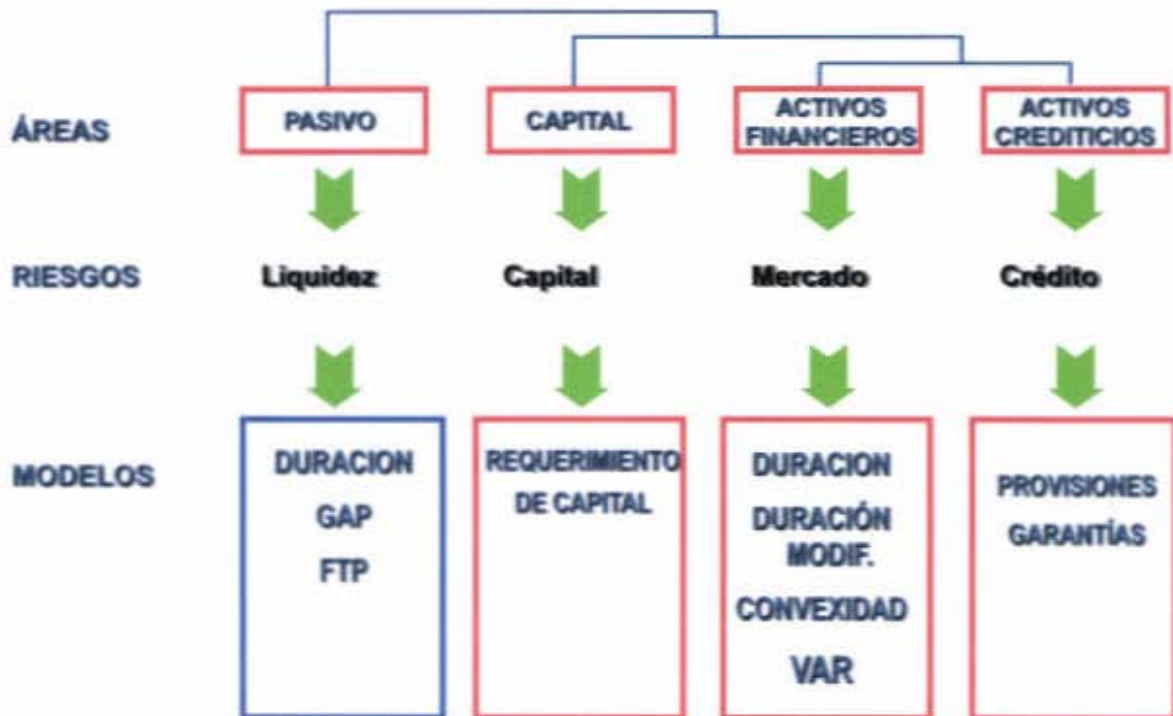 ÁREAS
PASIVO
CAPITAL
ACTIVOS
FINANCIEROS
ACTIVOS
CREDITICIOS
RIESGOS
Liquidez
Capital
Mercado
Crédito
MODELOS
DURACION
GAP
FTP
REQUERIMIENTO
DE CAPITAL
DURACION
DURACIÓN
MODIF.
CONVEXIDAD
VAR
PROVISIONES
GARANTÍAS